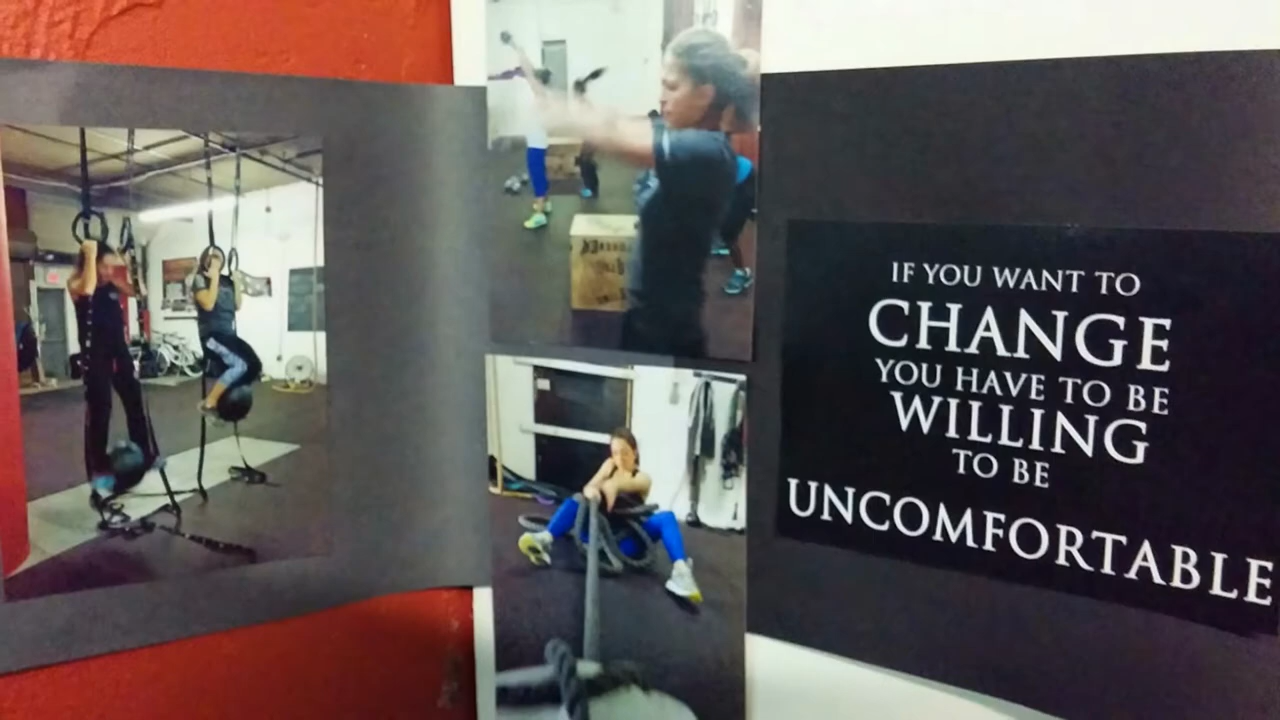 IF YOU WANT TO
CHANGE
YOU HAVE TO BE
WILLING
TO BE
UNCOMFORTABLE